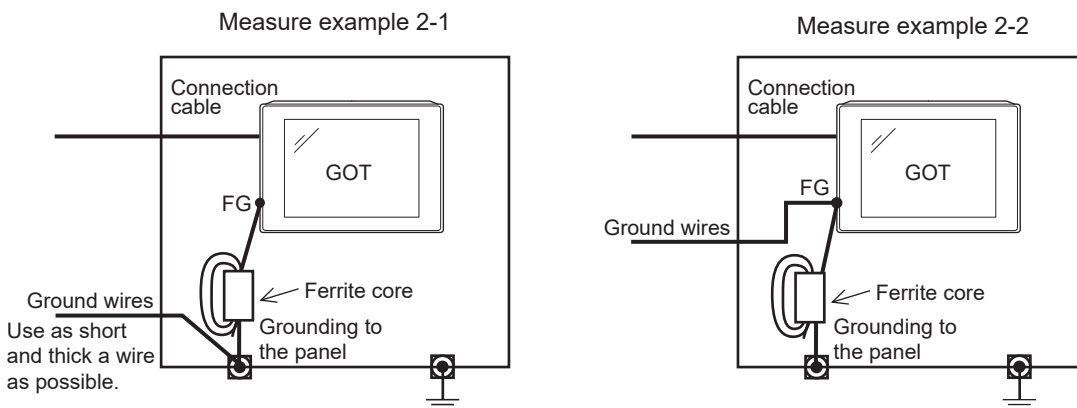 Measure example 2-1
Connection
cable
GOT
FG
Ground wires
Ferrite core
Use as short
and thick a wire
as possible.
Grounding to
the panel
Measure example 2-2
Connection
cable
GOT
FG
Ground wires
Ferrite core
Grounding to
the panel